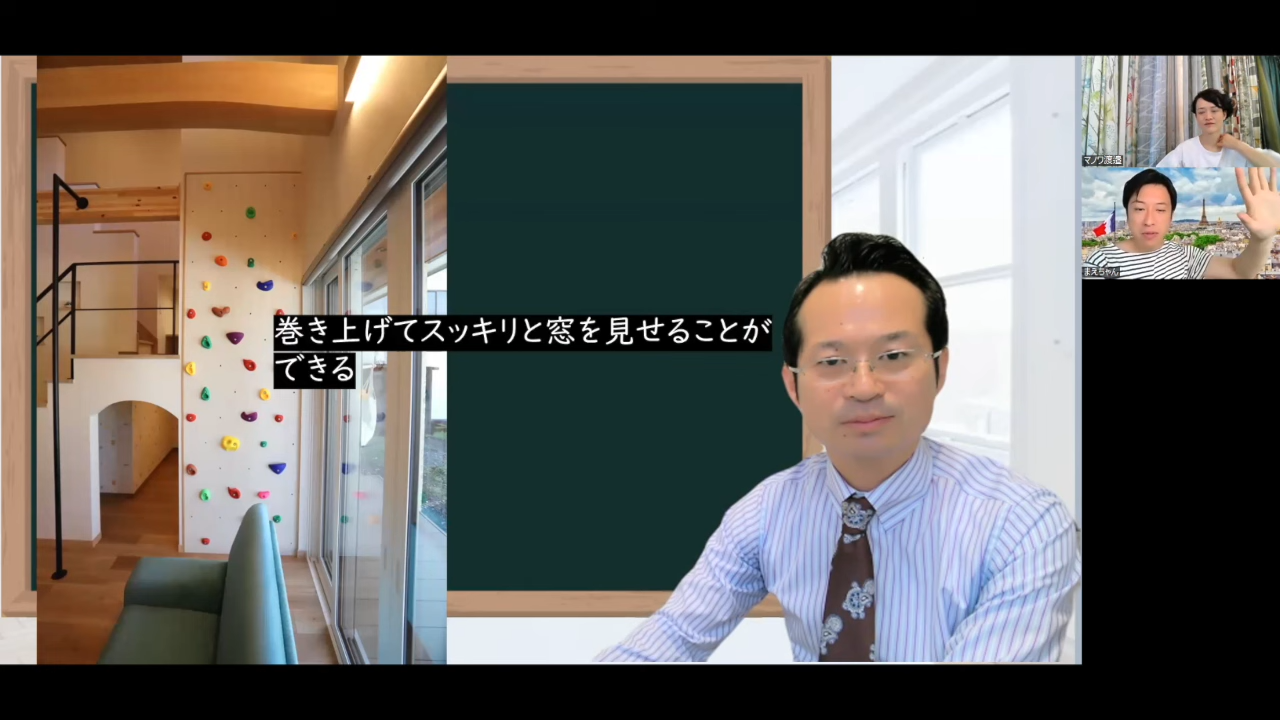 巻き上げてスッキリと窓を見せることが
できる
マノワ渡邊
まえちゃん